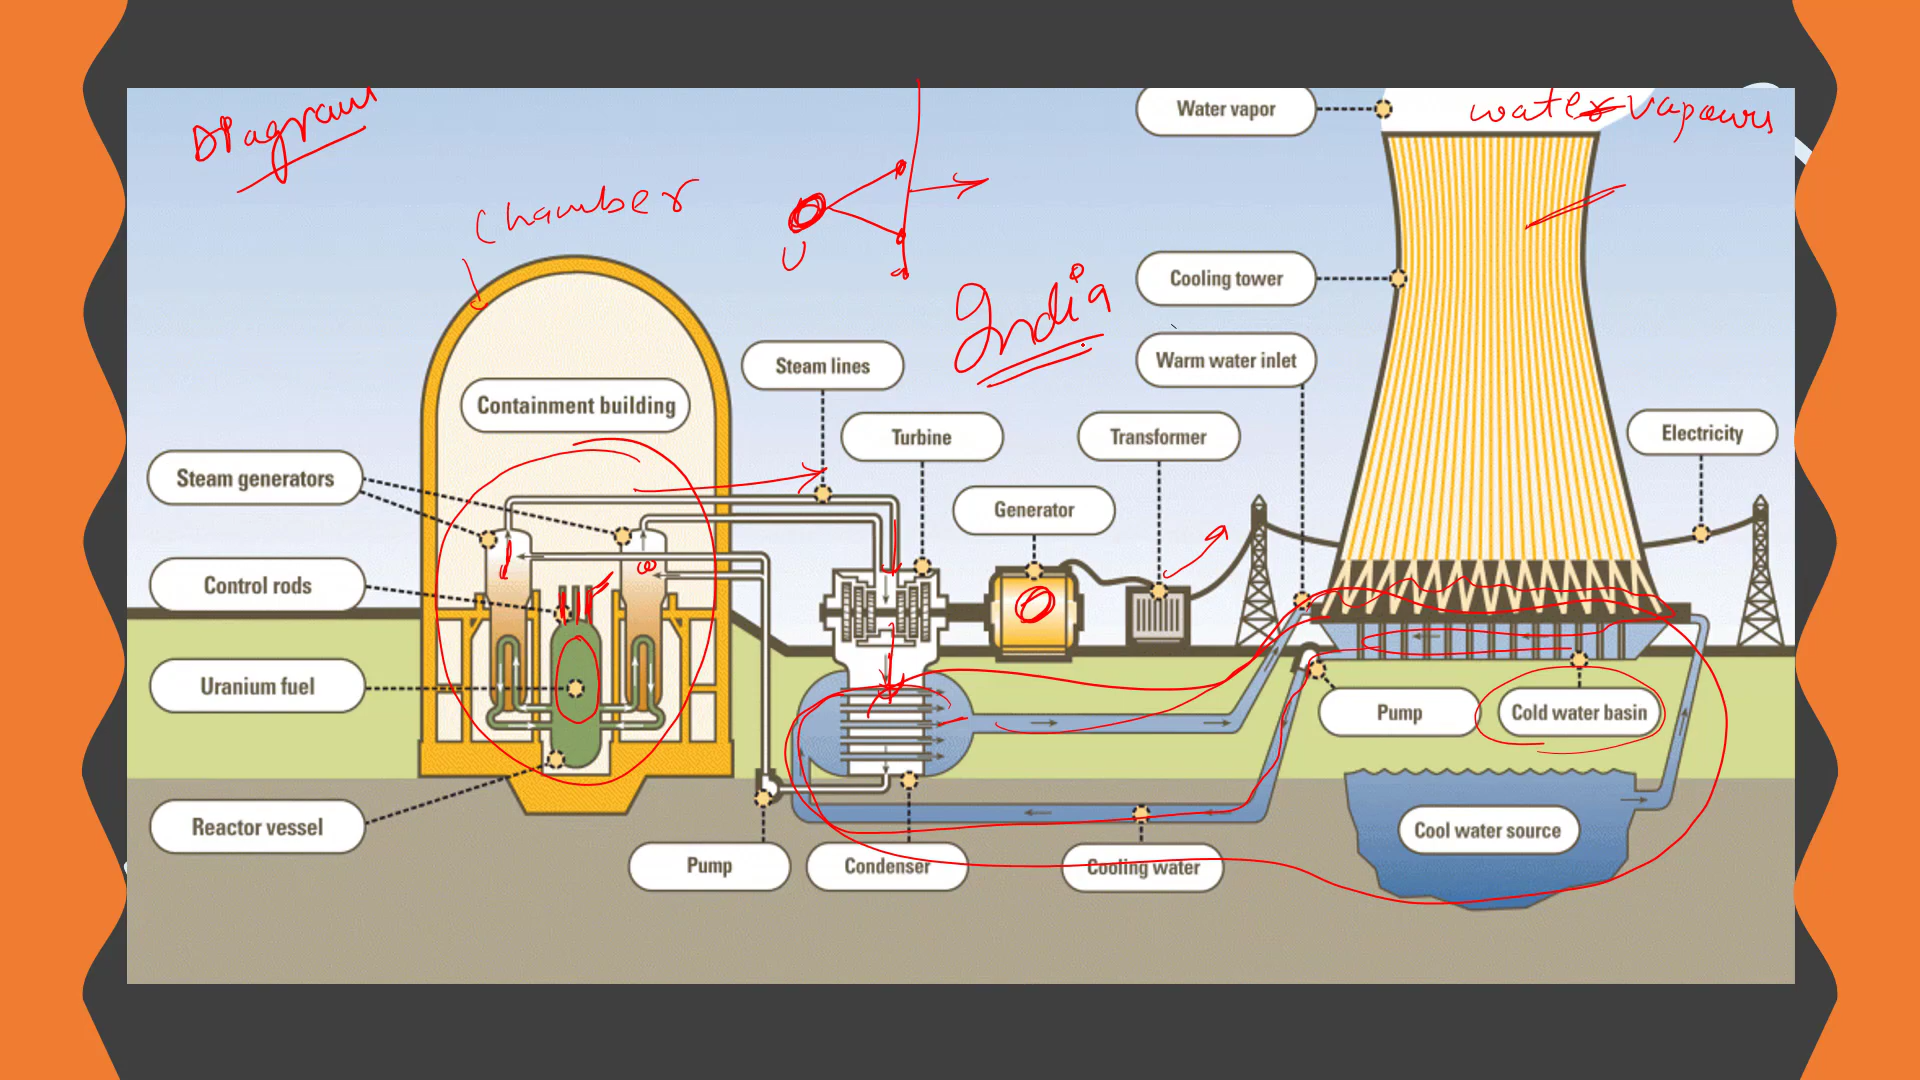 Diagram
water vapours
Water vapor
Chamber
U
India
Cooling tower
Steam lines
Warm water inlet
Containment building
Turbine
Transformer
Electricity
Steam generators
Generator
Control rods
Uranium fuel
Pump
Cold water basin
Reactor vessel
Cool water source
Pump
Condenser
Cooling water